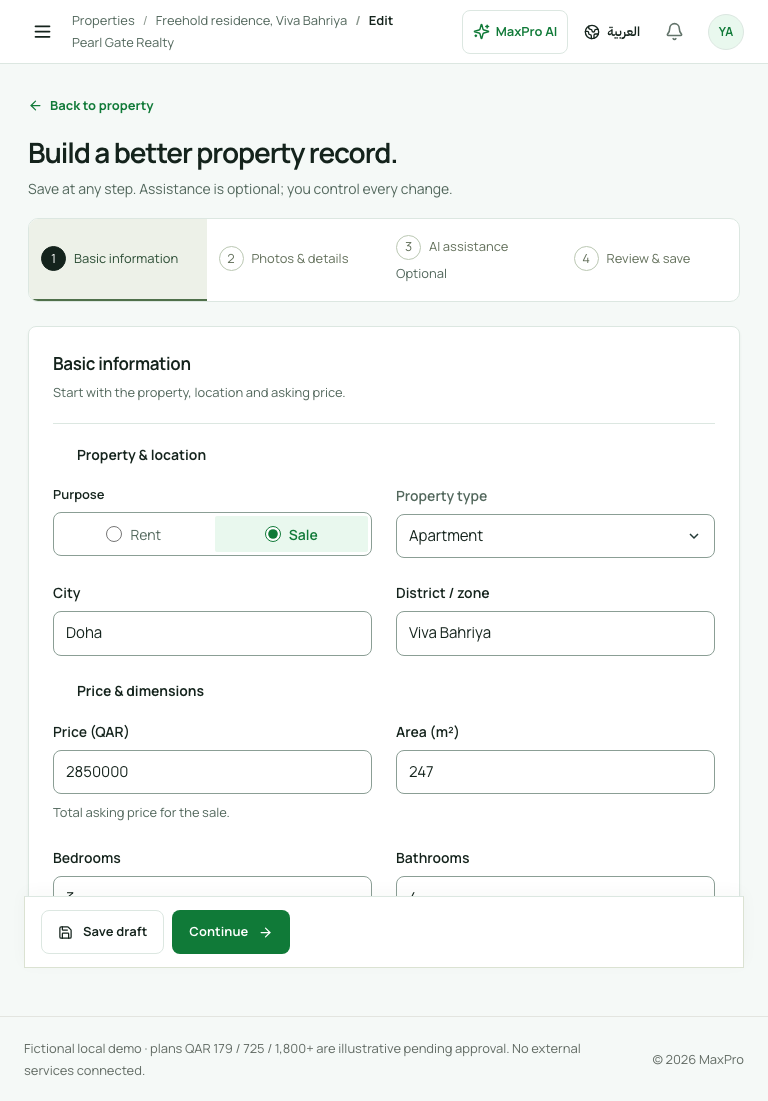 Properties / Freehold residence, Viva Bahriya / Edit
Pearl Gate Realty
MaxPro AI
العربية
YA
Back to property
Build a better property record.
Save at any step. Assistance is optional; you control every change.
1 Basic information
2 Photos & details
3 AI assistance
Optional
4 Review & save
Basic information
Start with the property, location and asking price.
Property & location
Purpose
Rent
Sale
Property type
Apartment
City
Doha
District / zone
Viva Bahriya
Price & dimensions
Price (QAR)
2850000
Total asking price for the sale.
Area (m²)
247
Bedrooms
Bathrooms
Save draft
Continue
Fictional local demo · plans QAR 179 / 725 / 1,800+ are illustrative pending approval. No external
services connected.
© 2026 MaxPro